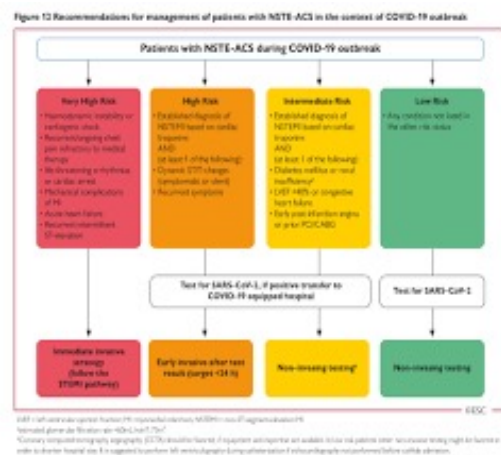 Figure 12 Recommendations for management of patients with NSTE-ACS in the context of COVID-19 outbreak
Patients with NSTE-ACS during COVID-19 outbreak
Very High Risk
• Haemodynamic instability or
cardiogenic shock
• Recurrent/ongoing chest
pain refractory to medical
therapy
• Life-threatening arrhythmias
or cardiac arrest
• Mechanical complications
of MI
• Acute heart failure
• Recurrent intermittent
ST-elevation
High Risk
• Established diagnosis of
NSTEMI based on cardiac
troponins
AND
(at least 1 of the following):
• Dynamic ST/T changes
(symptomatic or silent)
• Recurrent symptoms
Intermediate Risk
• Established diagnosis of
NSTEMI based on cardiac
troponins
AND
(at least 1 of the following):
• Diabetes mellitus or renal
insufficiency
• LVEF <40% or congestive
heart failure
• Early post infarction angina
or prior PCI/CABG
Low Risk
• Any condition not listed in
the other risk status
Test for SARS-CoV-2, if positive transfer to
COVID-19 equipped hospital
Test for SARS-CoV-2
Immediate invasive
strategy
(follow the
STEMI pathway)
Early invasive after test
result (target <24 h)
Non-invasive testing*
Non-invasive testing
©ESC